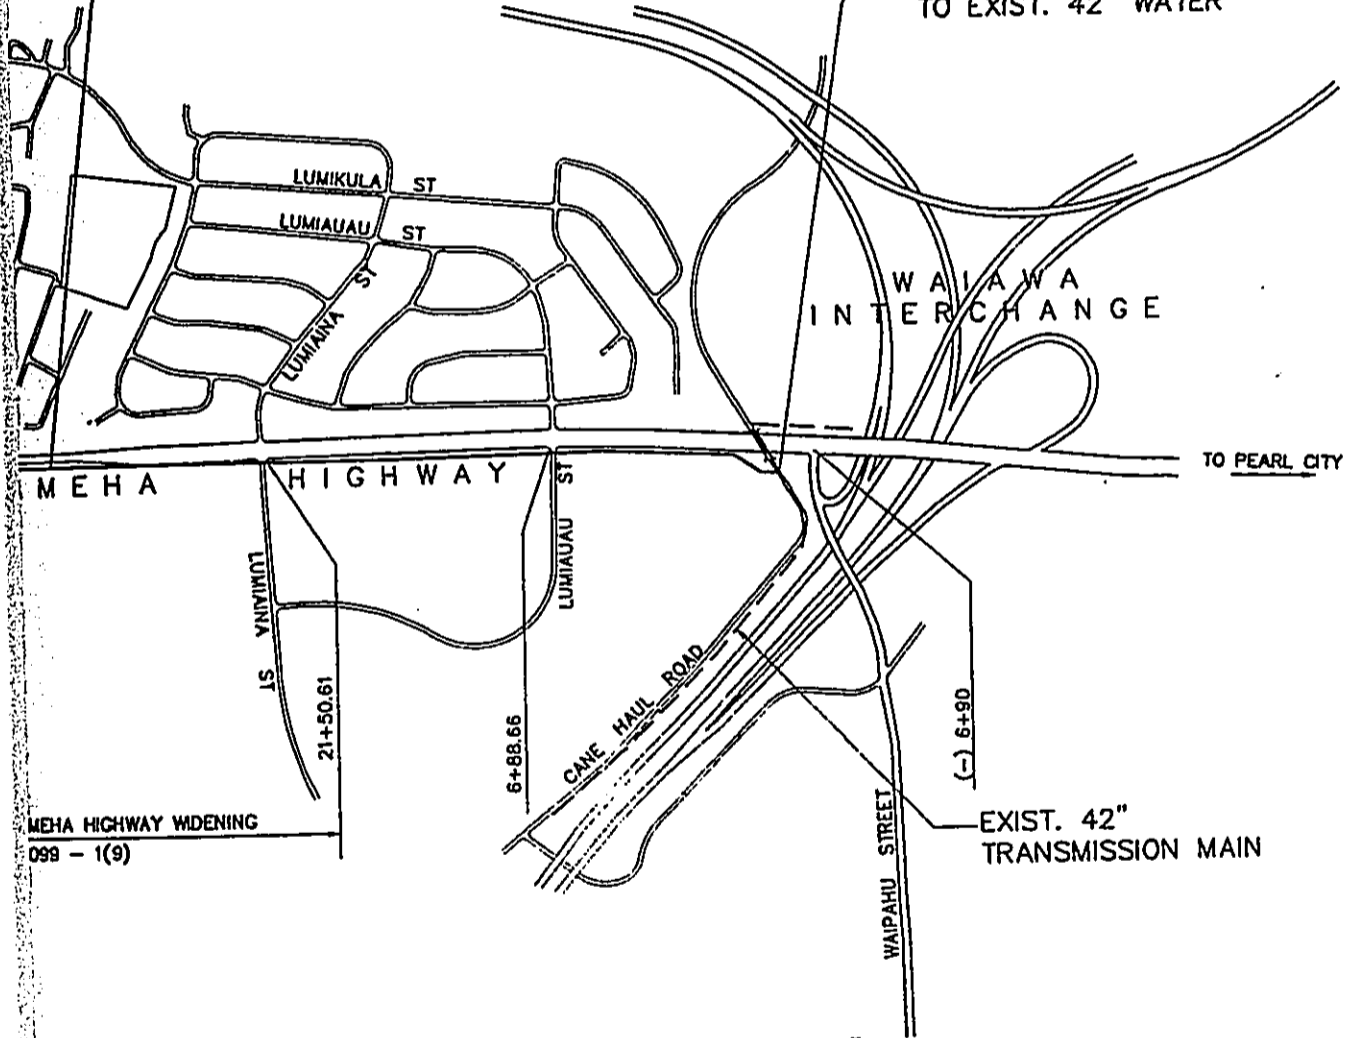 TO EXIST. 42" WATER
LUMIKULA ST
LUMIAUAU ST
LUMIAINA ST
WAIAWA
INTERCHANGE
MEHA HIGHWAY
TO PEARL CITY
LUMIAINA ST
LUMIAUAU ST
21+50.61
6+88.66
CANE HAUL ROAD
(-) 6+90
MEHA HIGHWAY WIDENING
099 - 1(9)
EXIST. 42"
TRANSMISSION MAIN
WAIPAHU STREET